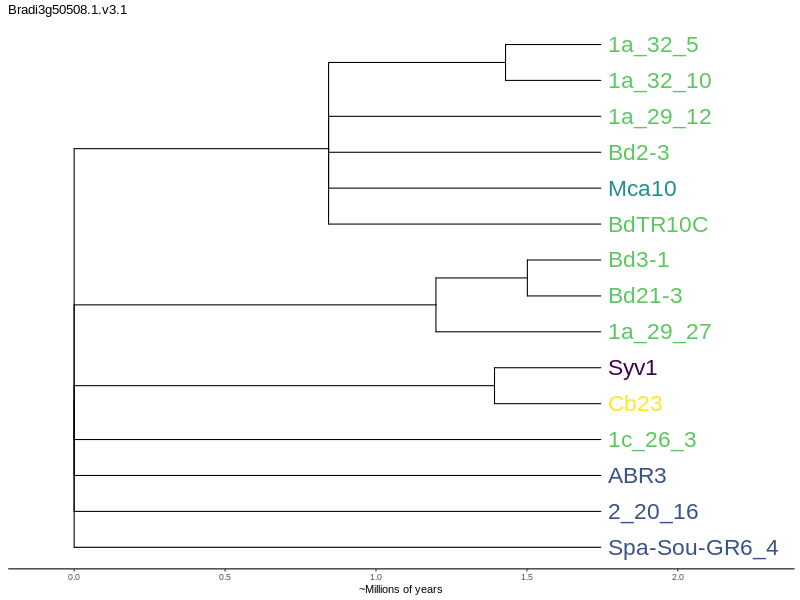 Bradi3g50508.1.v3.1
1a_32_5
1a_32_10
1a_29_12
Bd2-3
Mca10
BdTR10C
Bd3-1
Bd21-3
1a_29_27
Syv1
Cb23
1c_26_3
ABR3
2_20_16
Spa-Sou-GR6_4
0.0 0.5 1.0 1.5 2.0
~Millions of years